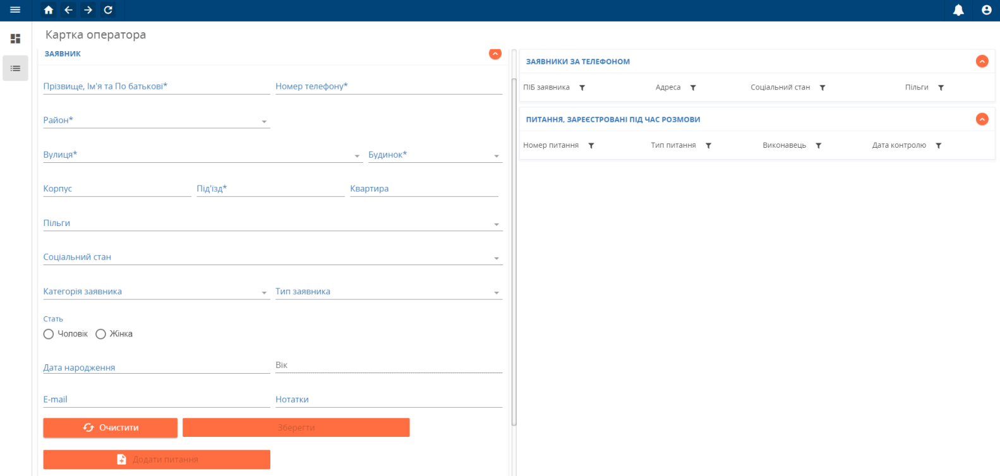 Картка оператора
ЗАЯВНИК
Прізвище, Ім'я та По батькові* Номер телефону*
Район*
Вулиця* Будинок*
Корпус Під'їзд* Квартира
Пільги
Соціальний стан
Категорія заявника Тип заявника
Стать
Чоловік Жінка
Дата народження Вік
E-mail Нотатки
Очистити Зберегти
Додати питання
ЗАЯВНИКИ ЗА ТЕЛЕФОНОМ
ПІБ заявника Адреса Соціальний стан Пільги
ПИТАННЯ, ЗАРЕЄСТРОВАНІ ПІД ЧАС РОЗМОВИ
Номер питання Тип питання Виконавець Дата контролю